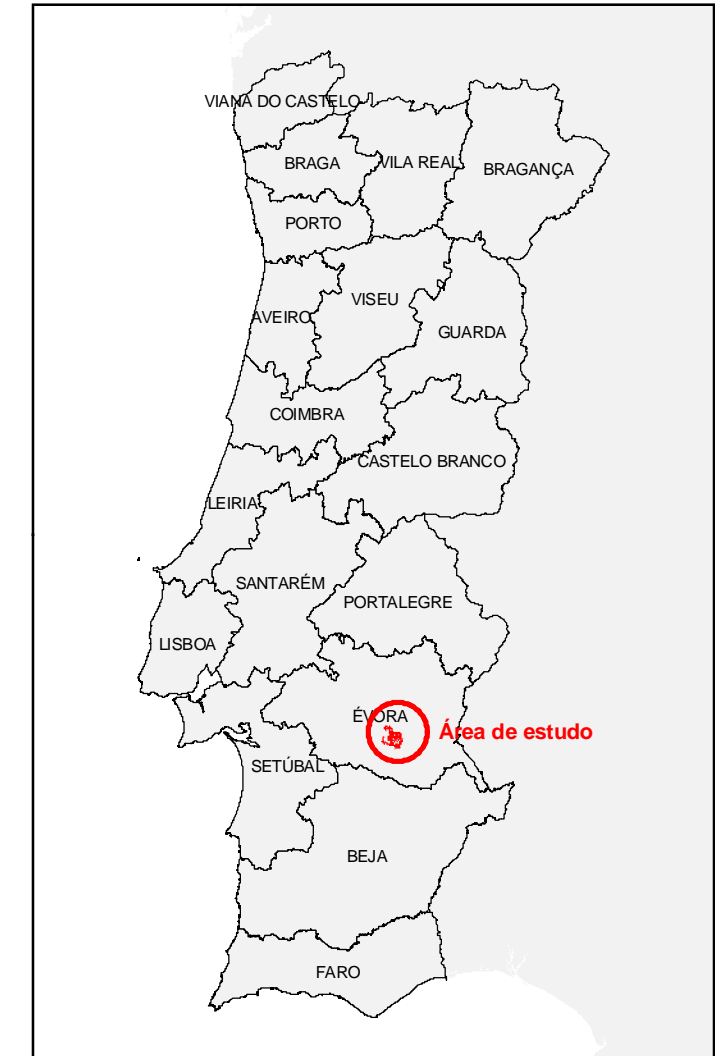 VIANA DO CASTELO
BRAGA
VILA REAL
BRAGANÇA
PORTO
VISEU
AVEIRO
GUARDA
COIMBRA
CASTELO BRANCO
LEIRIA
SANTARÉM
PORTALEGRE
LISBOA
ÉVORA
Área de estudo
SETÚBAL
BEJA
FARO